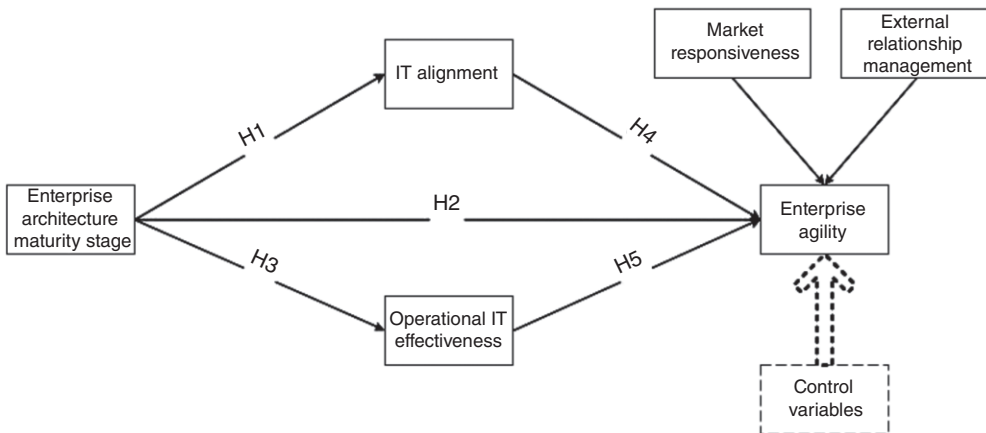 Market
responsiveness
External
relationship
management
IT alignment
H1
H4
Enterprise
architecture
maturity stage
H2
Enterprise
agility
H3
H5
Operational IT
effectiveness
Control
variables